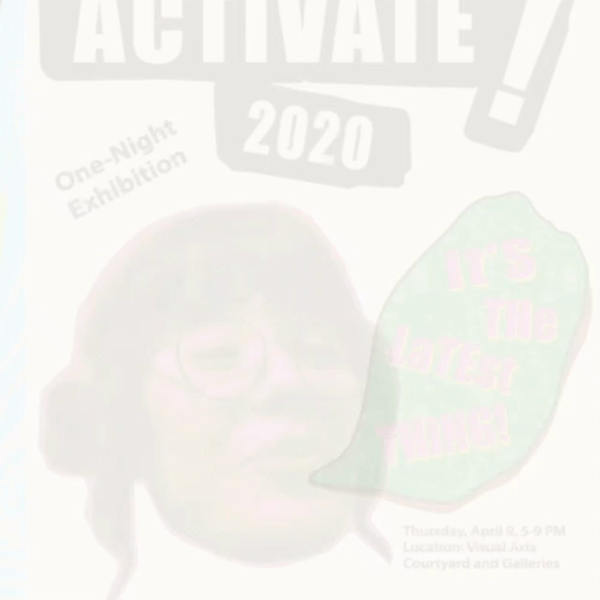 ACTIVATE!
2020
One-Night
Exhibition
IT'S
THe
LaTEst
THING!
Thursday, April 9, 5-9 PM
Location: Visual Arts
Courtyard and Galleries